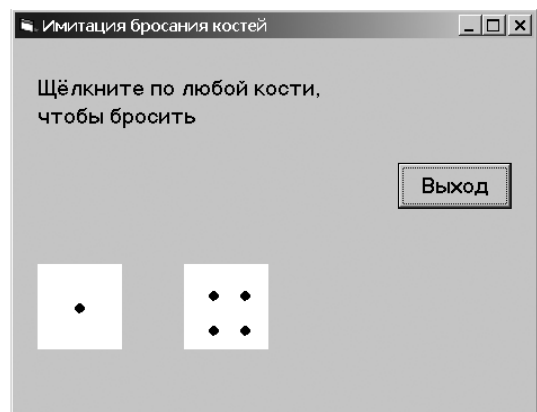 Имитация бросания костей
Щёлкните по любой кости,
чтобы бросить
Выход